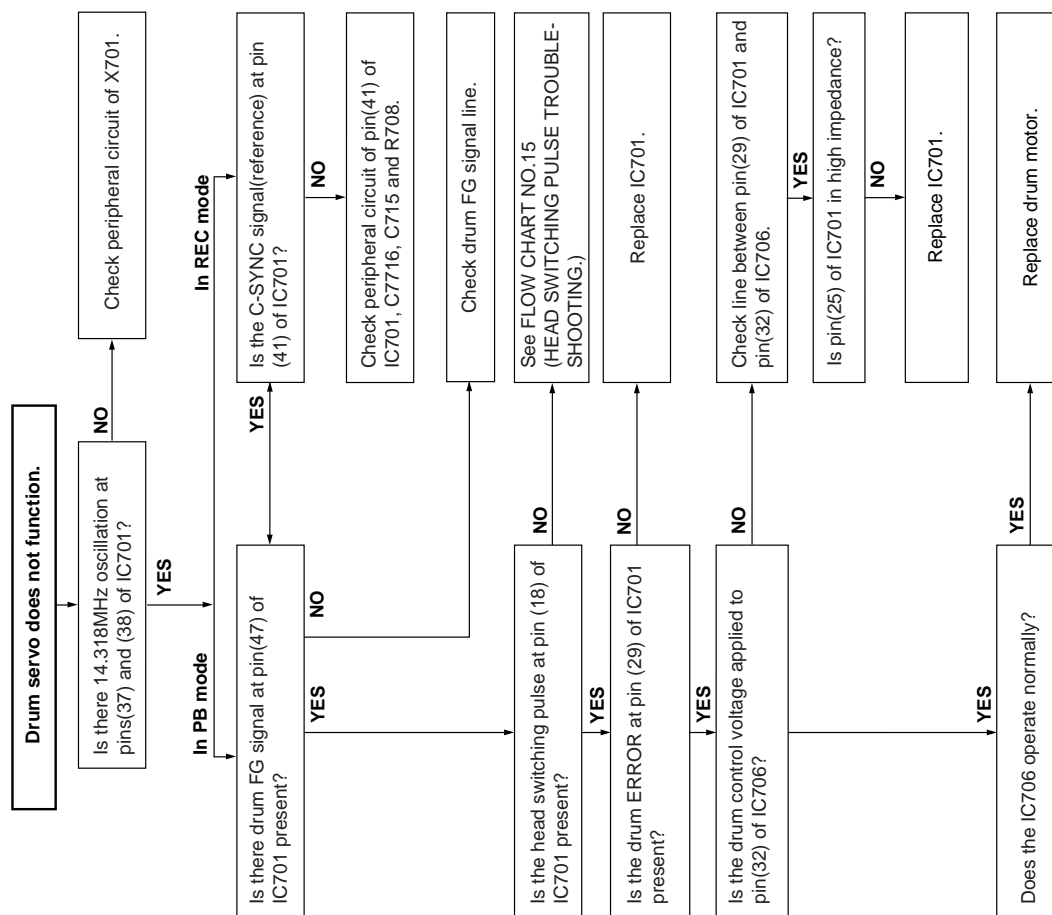 Drum servo does not function.
Is there 14.318MHz oscillation at
pins(37) and (38) of IC701?
NO
Check peripheral circuit of X701.
YES
In PB mode
In REC mode
Is there drum FG signal at pin(47) of
IC701 present?
YES
Is the C-SYNC signal(reference) at pin
(41) of IC701?
NO
Check peripheral circuit of pin(41) of
IC701, C7716, C715 and R708.
NO
Check drum FG signal line.
YES
Is the head switching pulse at pin (18) of
IC701 present?
NO
See FLOW CHART NO.15
(HEAD SWITCHING PULSE TROUBLE-
SHOOTING.)
YES
Is the drum ERROR at pin (29) of IC701
present?
NO
Replace IC701.
YES
Is the drum control voltage applied to
pin(32) of IC706?
NO
Check line between pin(29) of IC701 and
pin(32) of IC706.
YES
Is pin(25) of IC701 in high impedance?
NO
Replace IC701.
YES
Does the IC706 operate normally?
YES
Replace drum motor.